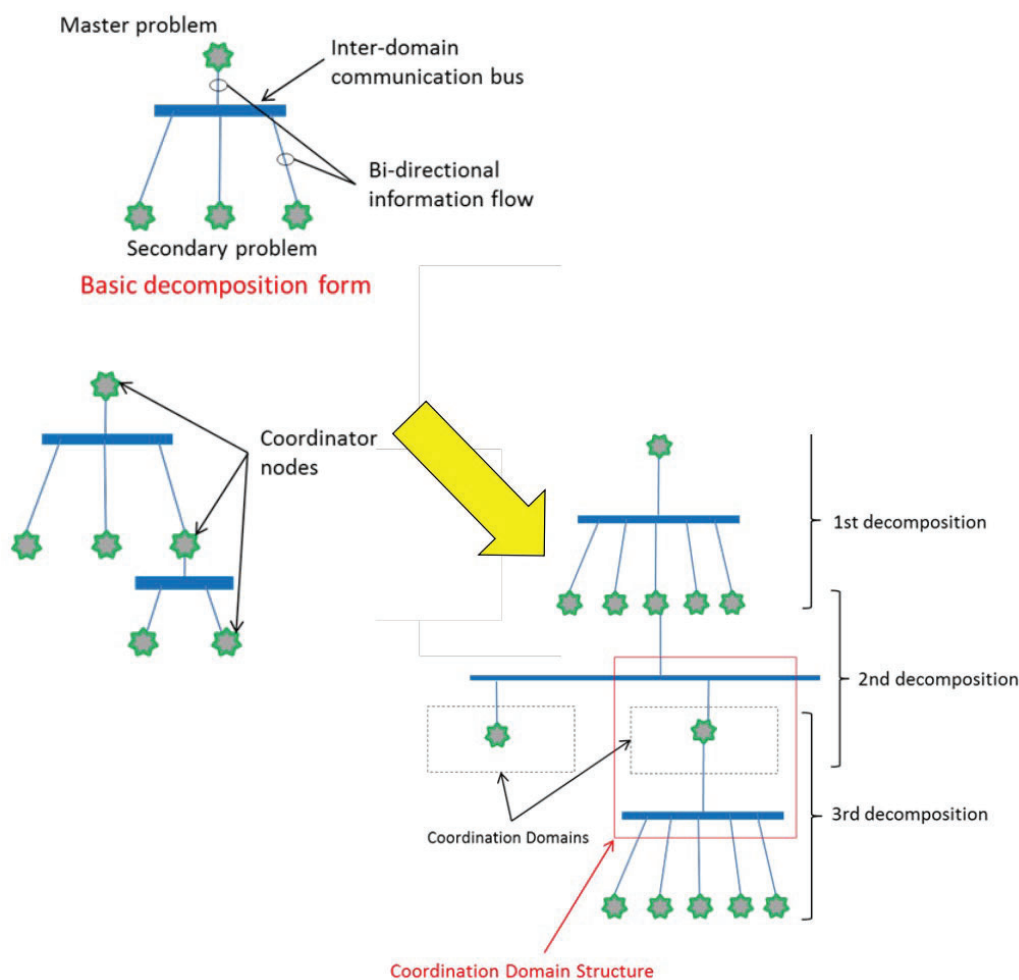 Master problem
Inter-domain
communication bus
Bi-directional
information flow
Secondary problem
Basic decomposition form
Coordinator
nodes
1st decomposition
2nd decomposition
3rd decomposition
Coordination Domains
Coordination Domain Structure